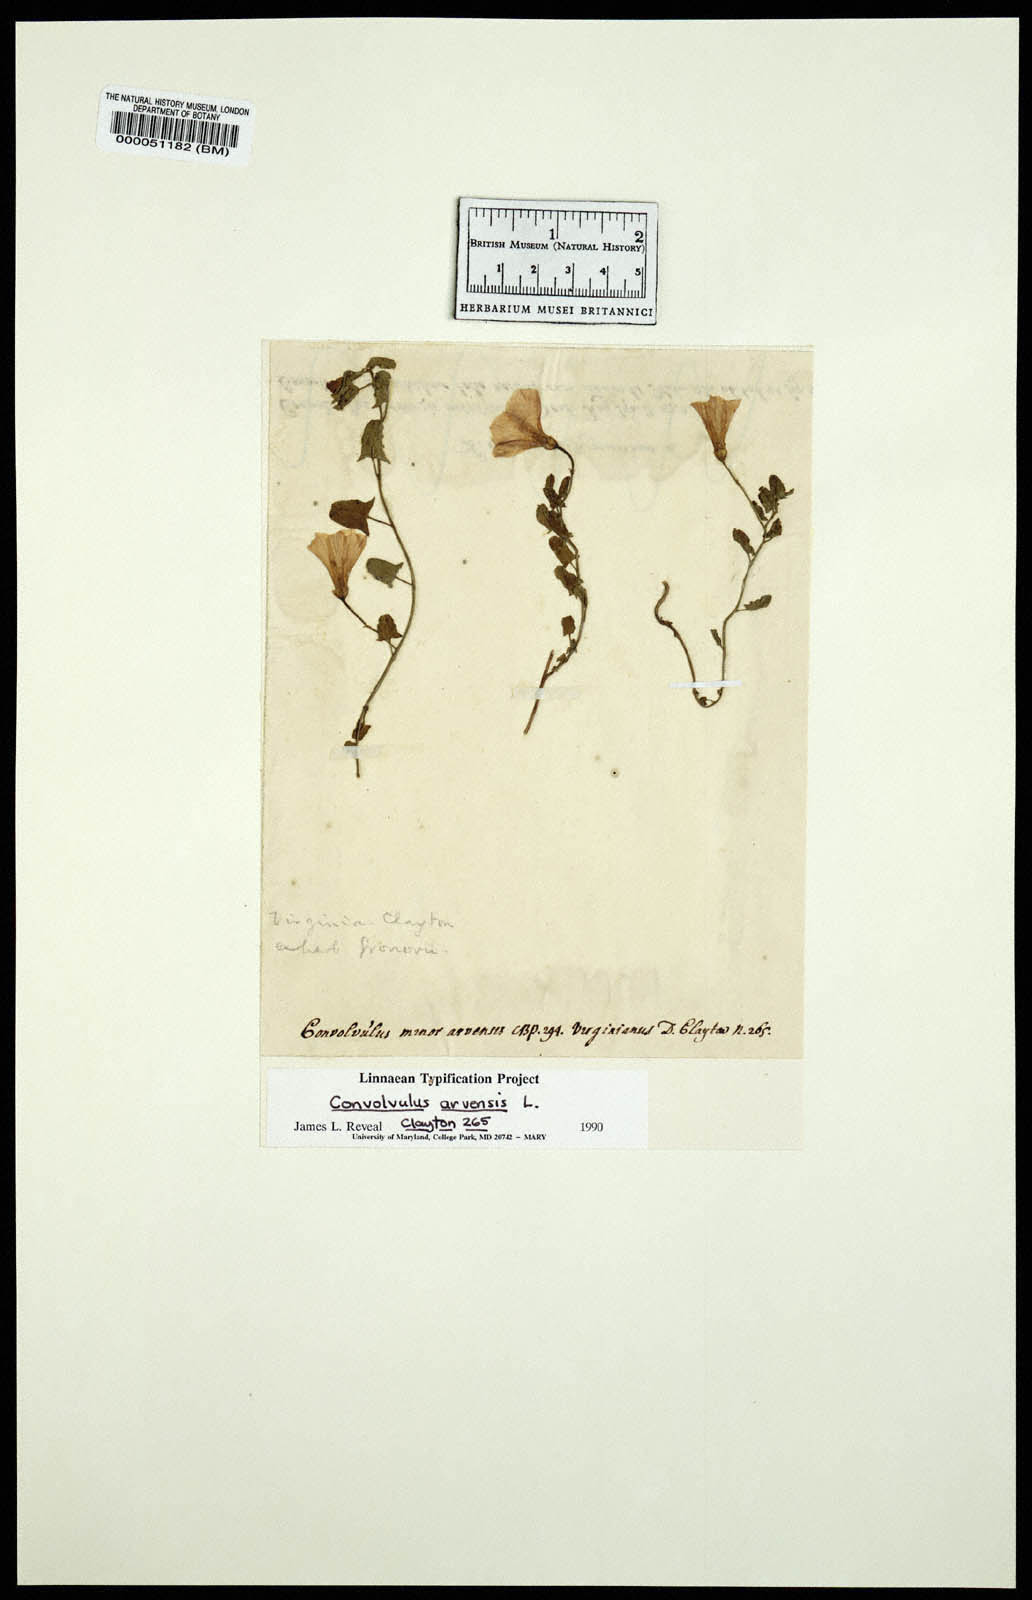 THE NATURAL HISTORY MUSEUM, LONDON
DEPARTMENT OF BOTANY
000051182 (BM)
1 2
BRITISH MUSEUM (NATURAL HISTORY)
1 2 3 4 5
HERBARIUM MUSEI BRITANNICI
Virginia. Clayton
herb Gronovii.
Convolvulus minor arvensis CBp. 294. Virginianus D. Clayton N. 265.
Linnaean Typification Project
Convolvulus arvensis L.
James L. Reveal Clayton 265 1990
University of Maryland, College Park, MD 20742 – MARY